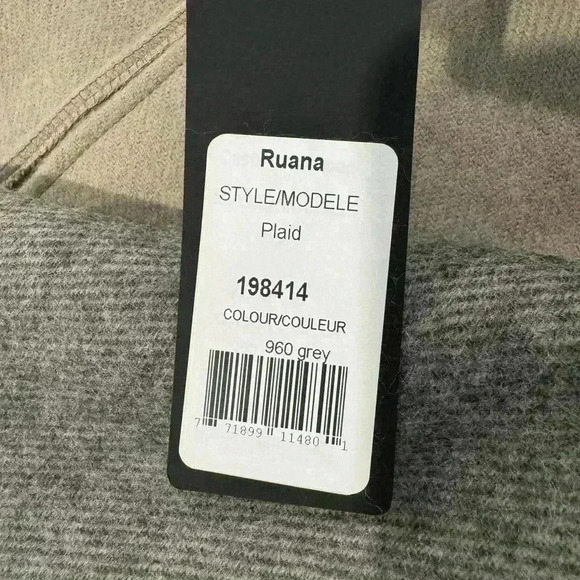 Ruana
STYLE/MODELE
Plaid
198414
COLOUR/COULEUR
960 grey
7 71899 11480 1